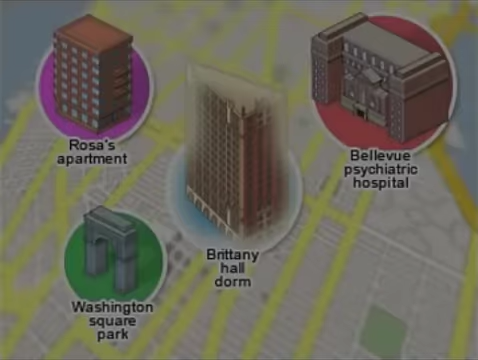 Rosa's
apartment
Bellevue
psychiatric
hospital
Brittany
hall
dorm
Washington
square
park